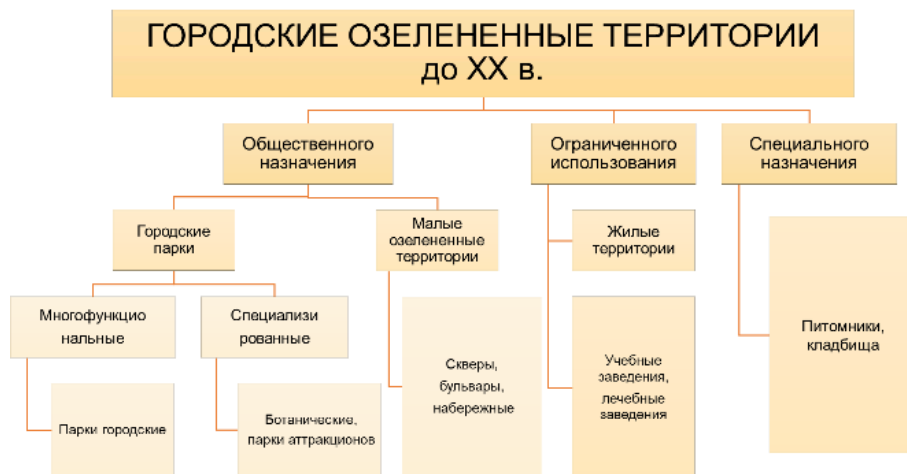 ГОРОДСКИЕ ОЗЕЛЕНЕННЫЕ ТЕРРИТОРИИ
до XX в.
Общественного
назначения
Ограниченного
использования
Специального
назначения
Городские
парки
Малые
озелененные
территории
Жилые
территории
Многофункцио
нальные
Специализи
рованные
Скверы,
бульвары,
набережные
Учебные
заведения,
лечебные
заведения
Питомники,
кладбища
Парки городские
Ботанические,
парки аттракционов